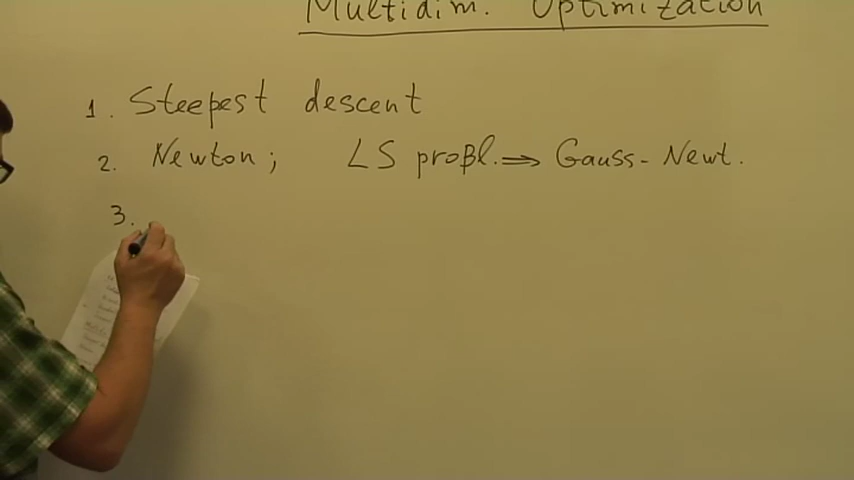 Multidim. Optimization
1. Steepest descent
2. Newton; LS probl. ⇒ Gauss-Newt.
3.